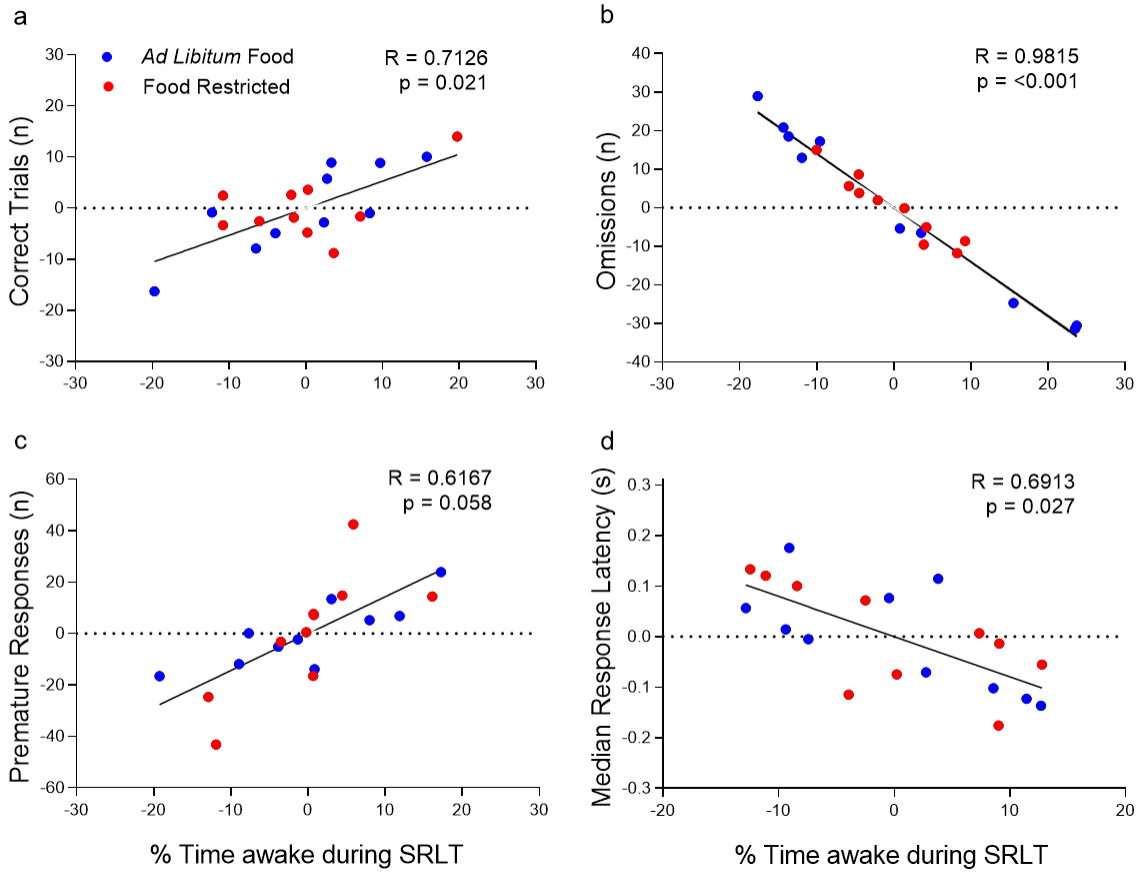 a
Correct Trials (n)
30
20
10
0
-10
-20
-30
-30 -20 -10 0 10 20 30
Ad Libitum Food
Food Restricted
R = 0.7126
p = 0.021
b
Omissions (n)
40
30
20
10
0
-10
-20
-30
-40
-30 -20 -10 0 10 20 30
R = 0.9815
p = <0.001
c
Premature Responses (n)
60
40
20
0
-20
-40
-60
-30 -20 -10 0 10 20 30
R = 0.6167
p = 0.058
% Time awake during SRLT
d
Median Response Latency (s)
0.3
0.2
0.1
0.0
-0.1
-0.2
-0.3
-20 -10 0 10 20
R = 0.6913
p = 0.027
% Time awake during SRLT